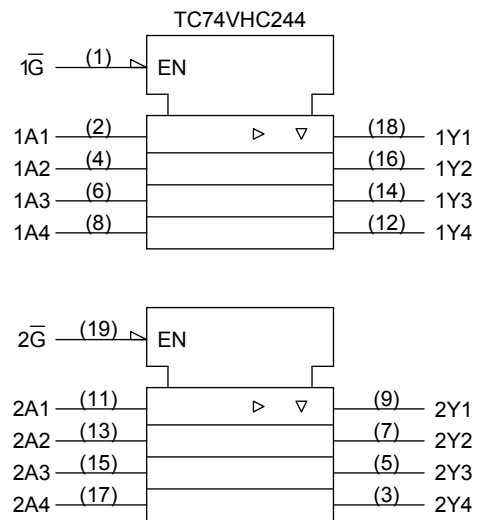 TC74VHC244
1G̅ (1) EN
1A1 (2) (18) 1Y1
1A2 (4) (16) 1Y2
1A3 (6) (14) 1Y3
1A4 (8) (12) 1Y4
2G̅ (19) EN
2A1 (11) (9) 2Y1
2A2 (13) (7) 2Y2
2A3 (15) (5) 2Y3
2A4 (17) (3) 2Y4